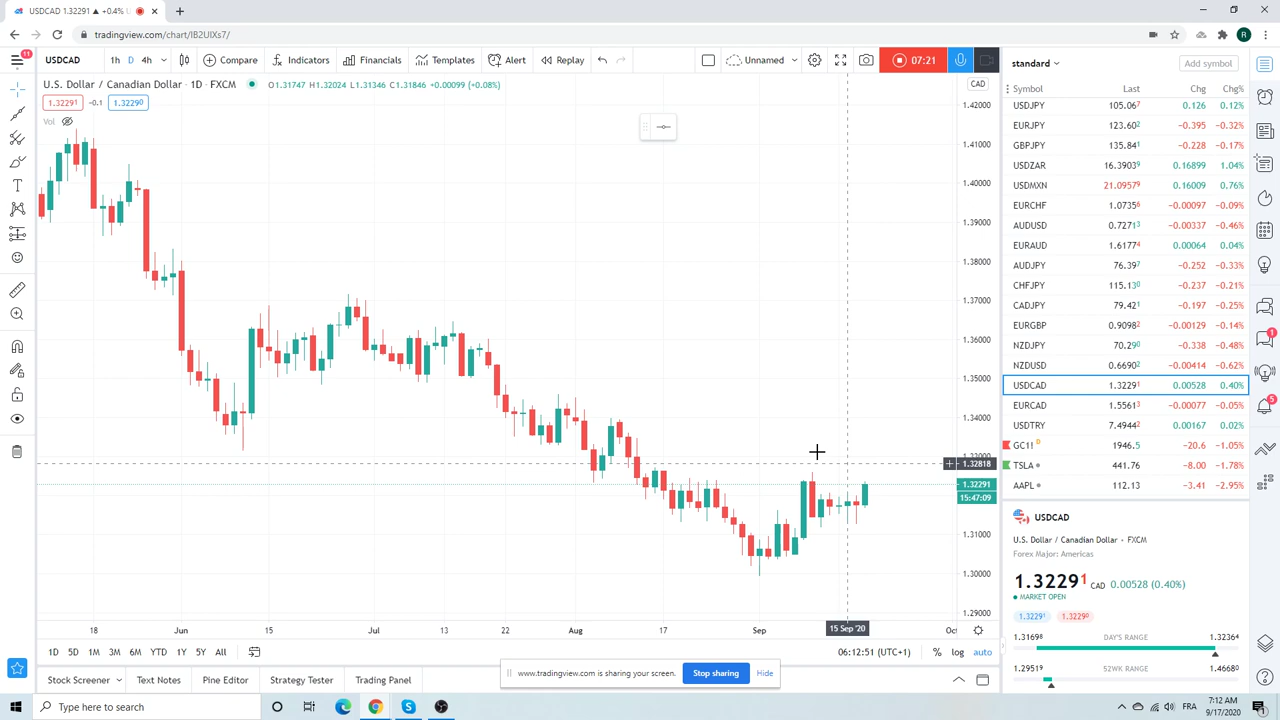 USDCAD 1.32291 ▲ +0.4% U
tradingview.com/chart/IB2UIXs7/
R
11
USDCAD
1h D 4h
Compare
Indicators
Financials
Templates
Alert
Replay
Unnamed
07:21
U.S. Dollar / Canadian Dollar · 1D · FXCM
O1.31747 H1.32024 L1.31346 C1.31846 +0.00099 (+0.08%)
1.32291 -0.1 1.32290
Vol
CAD
1.42000
1.41000
1.40000
1.39000
1.38000
1.37000
1.36000
1.35000
1.34000
1.33000
1.32818
1.32291
15:47:09
1.31000
1.30000
1.29000
18 Jun 15 Jul 13 22 Aug 17 Sep 15 Sep '20 Oct
1D 5D 1M 3M 6M YTD 1Y 5Y All
06:12:51 (UTC+1) % log auto
Stock Screener Text Notes Pine Editor Strategy Tester Trading Panel
www.tradingview.com is sharing your screen. Stop sharing Hide
standard
Add symbol
Symbol Last Chg Chg%
USDJPY 105.067 0.126 0.12%
EURJPY 123.602 −0.395 −0.32%
GBPJPY 135.841 −0.228 −0.17%
USDZAR 16.39039 0.16899 1.04%
USDMXN 21.09579 0.16009 0.76%
EURCHF 1.07356 −0.00097 −0.09%
AUDUSD 0.72713 −0.00337 −0.46%
EURAUD 1.61774 0.00064 0.04%
AUDJPY 76.397 −0.252 −0.33%
CHFJPY 115.130 −0.237 −0.21%
CADJPY 79.421 −0.197 −0.25%
EURGBP 0.90982 −0.00129 −0.14%
NZDJPY 70.290 −0.338 −0.48%
NZDUSD 0.66902 −0.00414 −0.62%
USDCAD 1.32291 0.00528 0.40%
EURCAD 1.55613 −0.00077 −0.05%
USDTRY 7.49442 0.00167 0.02%
GC11 D 1946.5 −20.6 −1.05%
TSLA 441.76 −8.00 −1.78%
AAPL 112.13 −3.41 −2.95%
USDCAD
U.S. Dollar / Canadian Dollar • FXCM
Forex Major: Americas
1.32291 CAD 0.00528 (0.40%)
MARKET OPEN
1.32291 1.32290
1.31698 DAY'S RANGE 1.32364
1.29519 52WK RANGE 1.46680
1
5
Type here to search
FRA
7:12 AM
9/17/2020
1